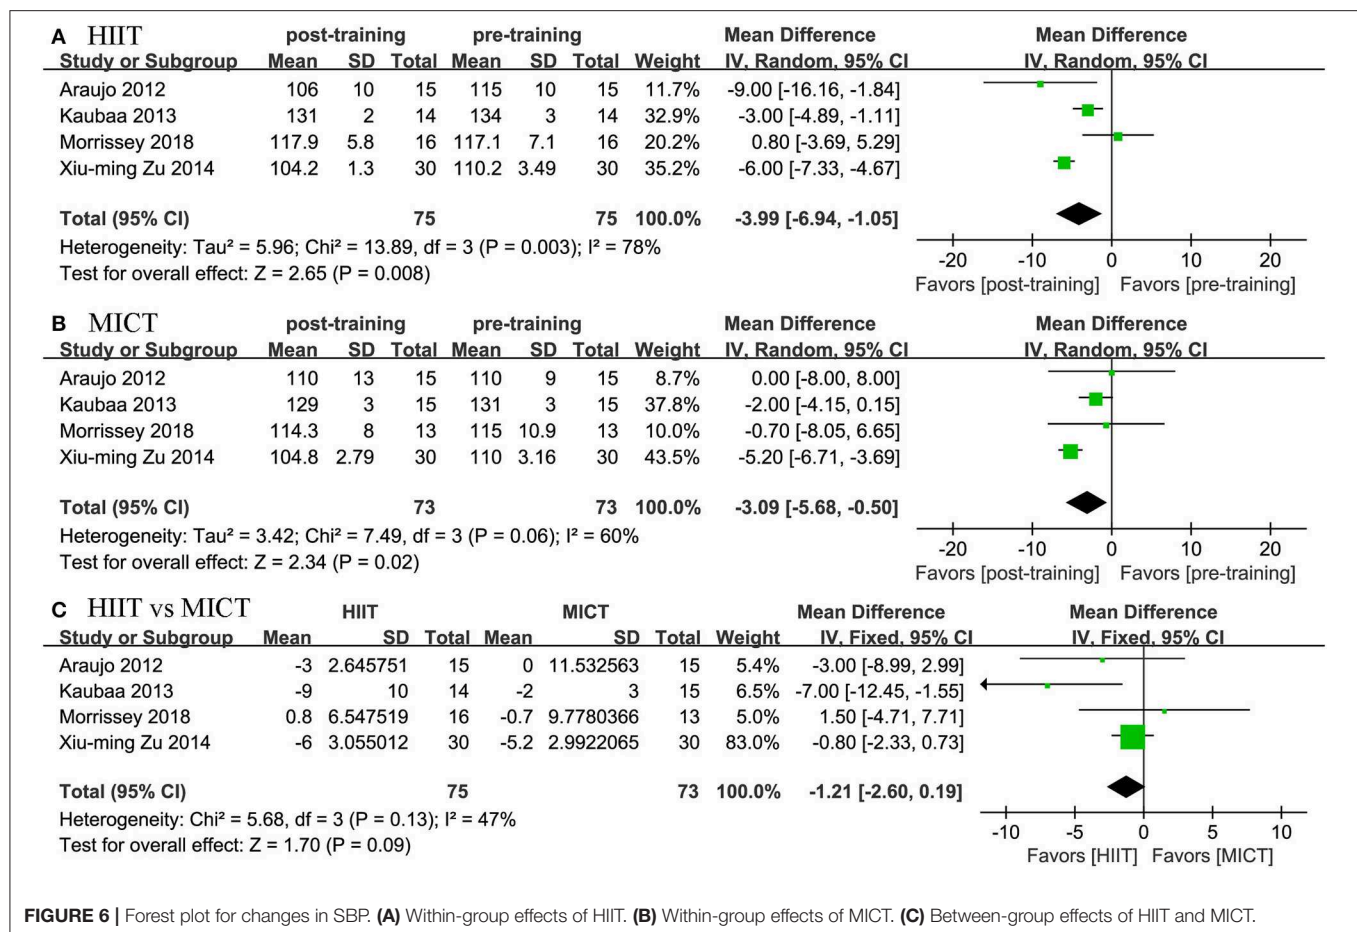 A HIIT post-training pre-training Mean Difference Mean Difference
Study or Subgroup Mean SD Total Mean SD Total Weight IV, Random, 95% CI IV, Random, 95% CI
Araujo 2012 106 10 15 115 10 15 11.7% -9.00 [-16.16, -1.84]
Kaubaa 2013 131 2 14 134 3 14 32.9% -3.00 [-4.89, -1.11]
Morrissey 2018 117.9 5.8 16 117.1 7.1 16 20.2% 0.80 [-3.69, 5.29]
Xiu-ming Zu 2014 104.2 1.3 30 110.2 3.49 30 35.2% -6.00 [-7.33, -4.67]
Total (95% CI) 75 75 100.0% -3.99 [-6.94, -1.05]
Heterogeneity: Tau² = 5.96; Chi² = 13.89, df = 3 (P = 0.003); I² = 78%
Test for overall effect: Z = 2.65 (P = 0.008)
-20 -10 0 10 20
Favors [post-training] Favors [pre-training]
B MICT post-training pre-training Mean Difference Mean Difference
Study or Subgroup Mean SD Total Mean SD Total Weight IV, Random, 95% CI IV, Random, 95% CI
Araujo 2012 110 13 15 110 9 15 8.7% 0.00 [-8.00, 8.00]
Kaubaa 2013 129 3 15 131 3 15 37.8% -2.00 [-4.15, 0.15]
Morrissey 2018 114.3 8 13 115 10.9 13 10.0% -0.70 [-8.05, 6.65]
Xiu-ming Zu 2014 104.8 2.79 30 110 3.16 30 43.5% -5.20 [-6.71, -3.69]
Total (95% CI) 73 73 100.0% -3.09 [-5.68, -0.50]
Heterogeneity: Tau² = 3.42; Chi² = 7.49, df = 3 (P = 0.06); I² = 60%
Test for overall effect: Z = 2.34 (P = 0.02)
-20 -10 0 10 20
Favors [post-training] Favors [pre-training]
C HIIT vs MICT HIIT MICT Mean Difference Mean Difference
Study or Subgroup Mean SD Total Mean SD Total Weight IV, Fixed, 95% CI IV, Fixed, 95% CI
Araujo 2012 -3 2.645751 15 0 11.532563 15 5.4% -3.00 [-8.99, 2.99]
Kaubaa 2013 -9 10 14 -2 3 15 6.5% -7.00 [-12.45, -1.55]
Morrissey 2018 0.8 6.547519 16 -0.7 9.7780366 13 5.0% 1.50 [-4.71, 7.71]
Xiu-ming Zu 2014 -6 3.055012 30 -5.2 2.9922065 30 83.0% -0.80 [-2.33, 0.73]
Total (95% CI) 75 73 100.0% -1.21 [-2.60, 0.19]
Heterogeneity: Chi² = 5.68, df = 3 (P = 0.13); I² = 47%
Test for overall effect: Z = 1.70 (P = 0.09)
-10 -5 0 5 10
Favors [HIIT] Favors [MICT]
FIGURE 6 | Forest plot for changes in SBP. (A) Within-group effects of HIIT. (B) Within-group effects of MICT. (C) Between-group effects of HIIT and MICT.